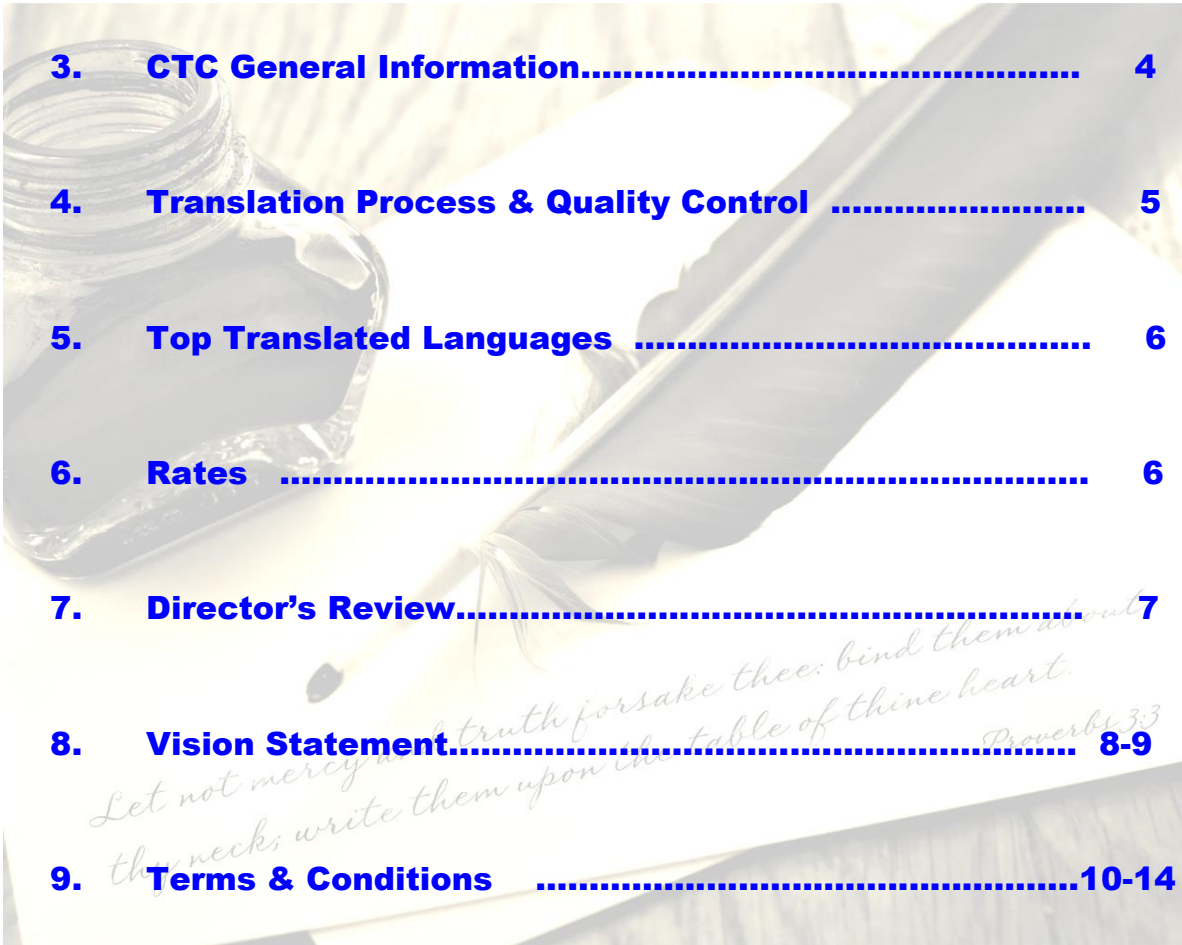 3. CTC General Information................................................ 4
4. Translation Process & Quality Control ........................ 5
5. Top Translated Languages ............................................ 6
6. Rates .............................................................................. 6
7. Director’s Review............................................................ 7
8. Vision Statement............................................................ 8-9
9. Terms & Conditions ....................................................10-14
Let not mercy and truth forsake thee: bind them about
thy neck; write them upon the table of thine heart.
Proverbs 3:3